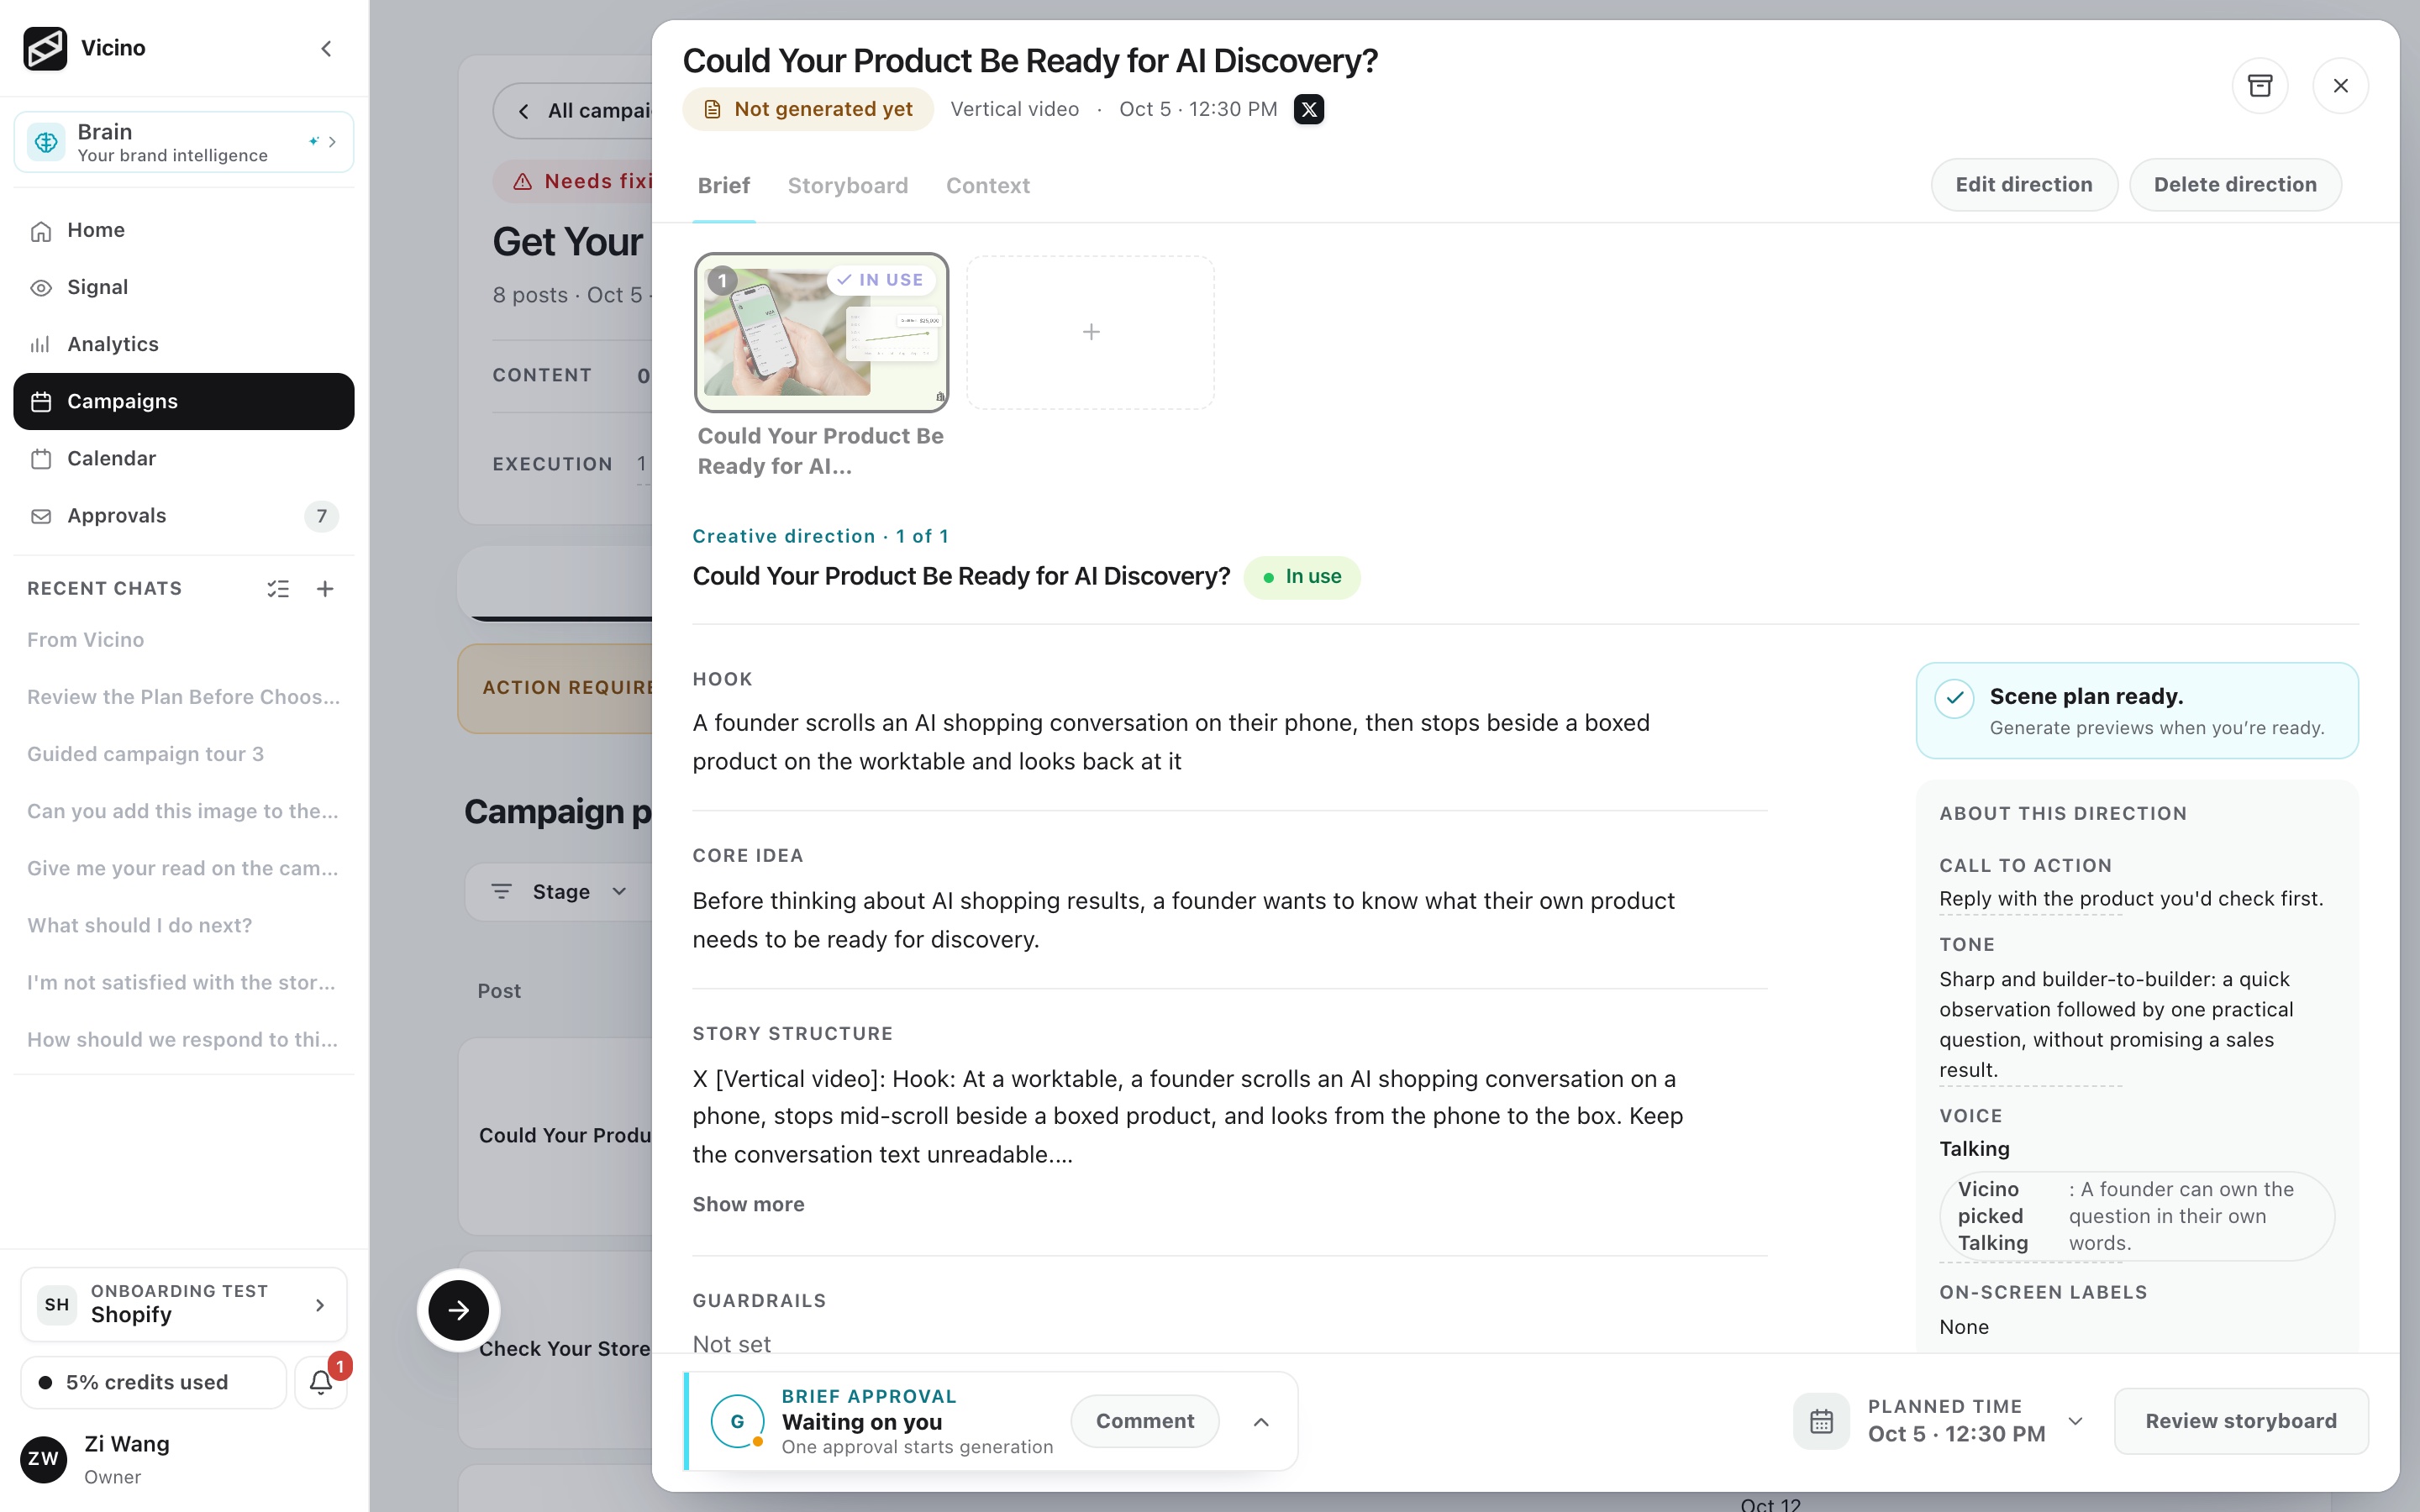 Vicino
Brain
Your brand intelligence
Home
Signal
Analytics
Campaigns
Calendar
Approvals
7
RECENT CHATS
From Vicino
Review the Plan Before Choos...
Guided campaign tour 3
Can you add this image to the...
Give me your read on the cam...
What should I do next?
I'm not satisfied with the stor...
How should we respond to thi...
SH
ONBOARDING TEST
Shopify
5% credits used
1
ZW
Zi Wang
Owner
All campai
Needs fixi
Get Your
8 posts · Oct 5 -
CONTENT 0
EXECUTION 1
ACTION REQUIRE
Campaign p
Stage
Post
Could Your Produ
Check Your Store
Oct 12
Could Your Product Be Ready for AI Discovery?
Not generated yet
Vertical video · Oct 5 · 12:30 PM
Brief
Storyboard
Context
Edit direction
Delete direction
1
IN USE
Could Your Product Be
Ready for AI...
Creative direction · 1 of 1
Could Your Product Be Ready for AI Discovery?
In use
HOOK
A founder scrolls an AI shopping conversation on their phone, then stops beside a boxed
product on the worktable and looks back at it
CORE IDEA
Before thinking about AI shopping results, a founder wants to know what their own product
needs to be ready for discovery.
STORY STRUCTURE
X [Vertical video]: Hook: At a worktable, a founder scrolls an AI shopping conversation on a
phone, stops mid-scroll beside a boxed product, and looks from the phone to the box. Keep
the conversation text unreadable....
Show more
GUARDRAILS
Not set
Scene plan ready.
Generate previews when you're ready.
ABOUT THIS DIRECTION
CALL TO ACTION
Reply with the product you'd check first.
TONE
Sharp and builder-to-builder: a quick
observation followed by one practical
question, without promising a sales
result.
VOICE
Talking
Vicino picked Talking
: A founder can own the question in their own words.
ON-SCREEN LABELS
None
G
BRIEF APPROVAL
Waiting on you
One approval starts generation
Comment
PLANNED TIME
Oct 5 · 12:30 PM
Review storyboard